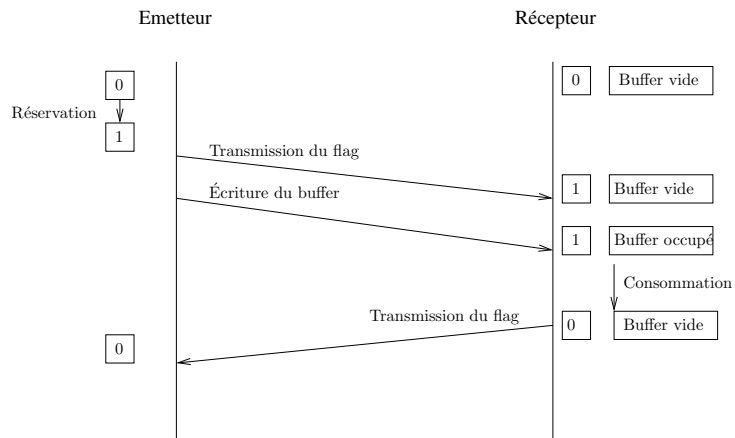 Emetteur
Récepteur
0
0
Buffer vide
Réservation
1
Transmission du flag
1
Buffer vide
Écriture du buffer
1
Buffer occupé
Consommation
Transmission du flag
0
Buffer vide
0